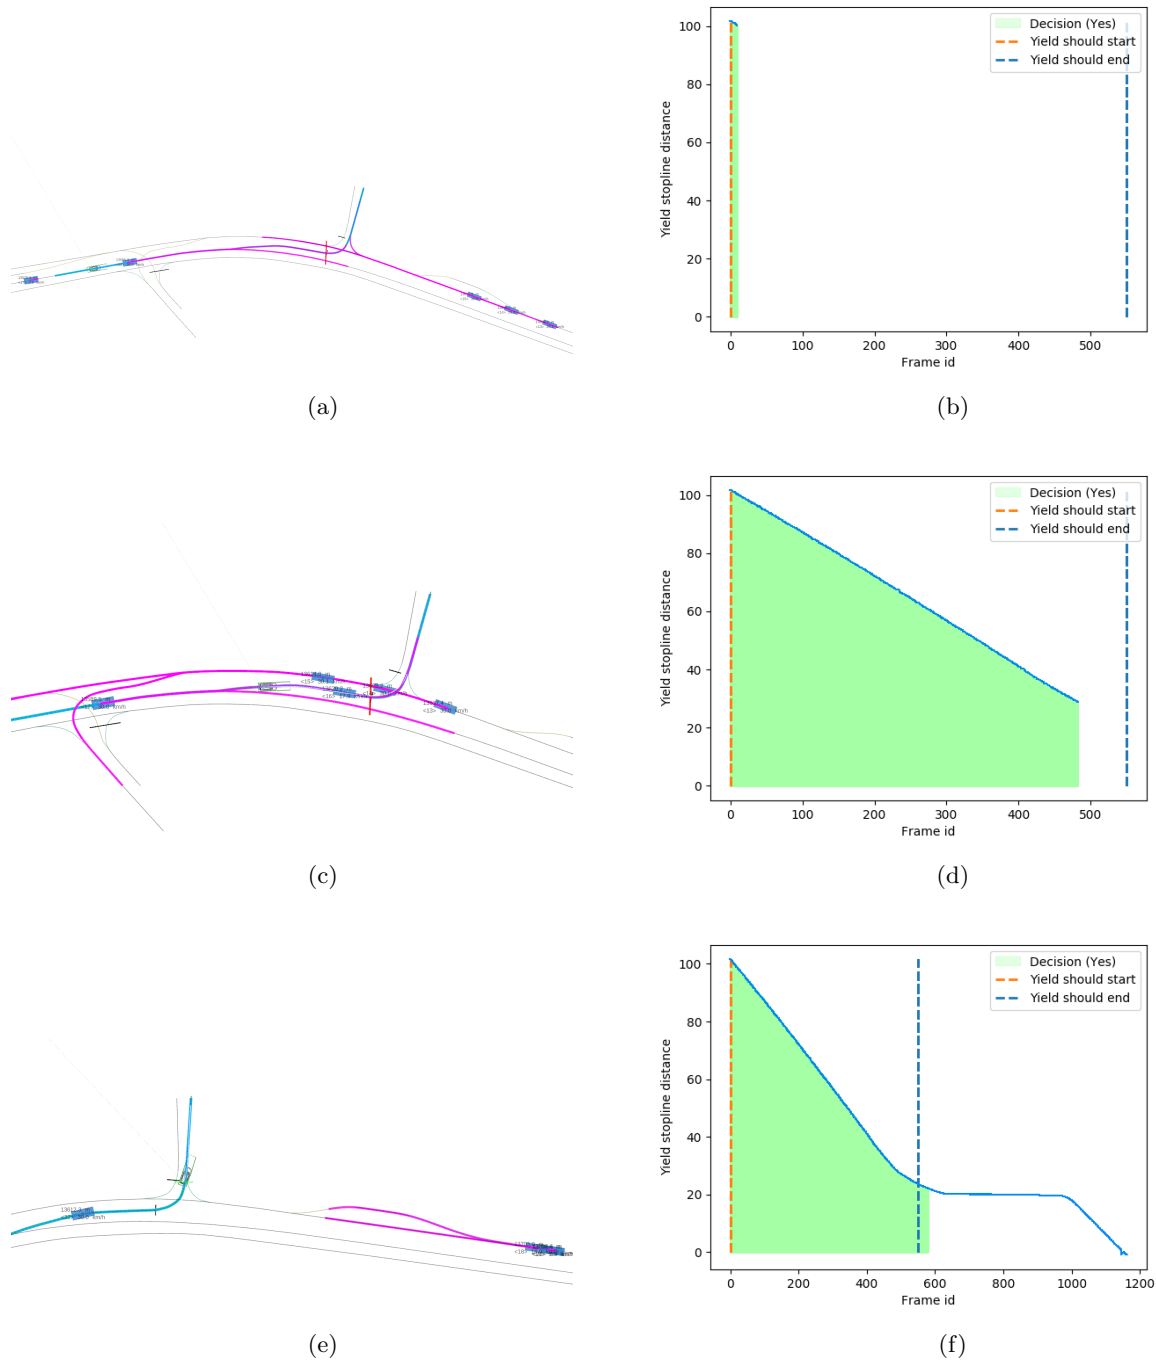 100
80
60
40
20
0
Yield stopline distance
Decision (Yes)
Yield should start
Yield should end
0 100 200 300 400 500
Frame id
(a) (b)
100
80
60
40
20
0
Yield stopline distance
Decision (Yes)
Yield should start
Yield should end
0 100 200 300 400 500
Frame id
(c) (d)
100
80
60
40
20
0
Yield stopline distance
Decision (Yes)
Yield should start
Yield should end
0 200 400 600 800 1000 1200
Frame id
(e) (f)